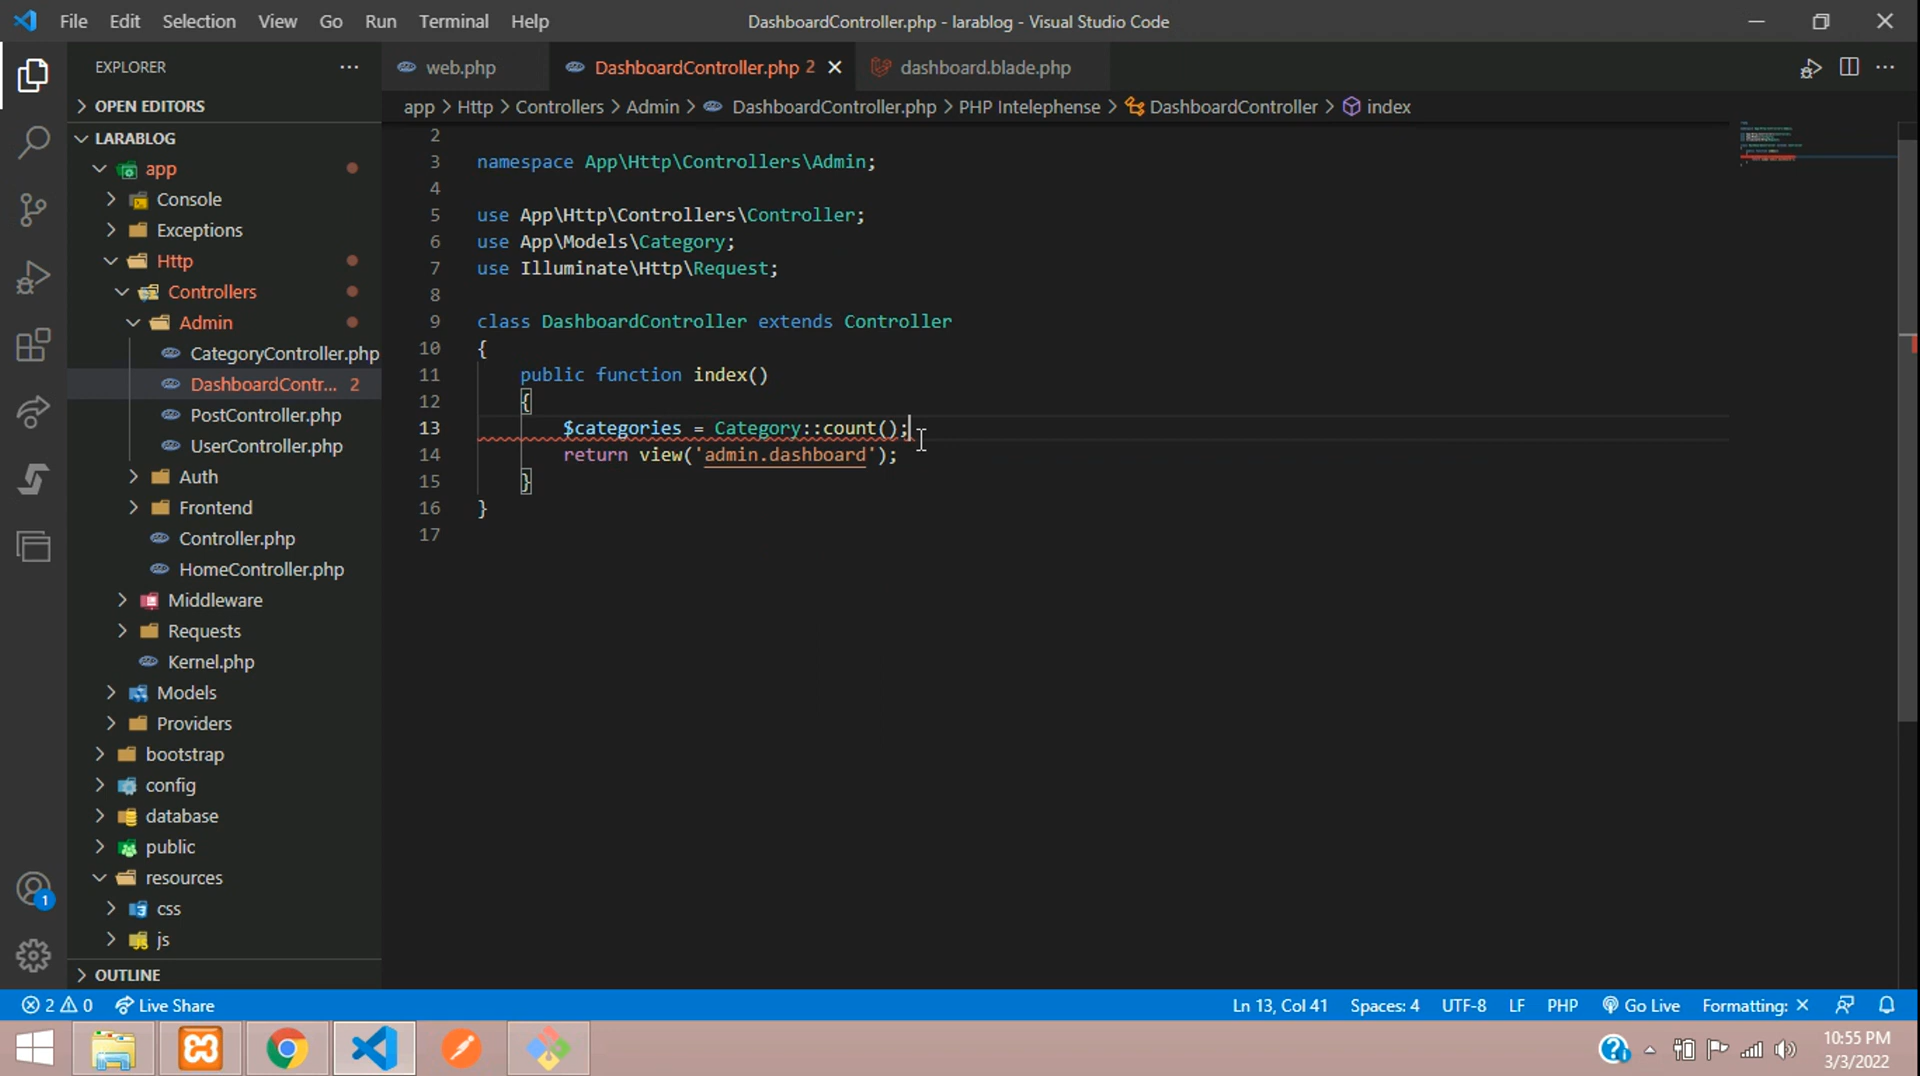 File Edit Selection View Go Run Terminal Help
DashboardController.php - larablog - Visual Studio Code
EXPLORER
OPEN EDITORS
LARABLOG
app
Console
Exceptions
Http
Controllers
Admin
CategoryController.php
DashboardContr... 2
PostController.php
UserController.php
Auth
Frontend
Controller.php
HomeController.php
Middleware
Requests
Kernel.php
Models
Providers
bootstrap
config
database
public
resources
css
js
OUTLINE
web.php
DashboardController.php 2
dashboard.blade.php
app > Http > Controllers > Admin > DashboardController.php > PHP Intelephense > DashboardController > index
2
3 namespace App\Http\Controllers\Admin;
4
5 use App\Http\Controllers\Controller;
6 use App\Models\Category;
7 use Illuminate\Http\Request;
8
9 class DashboardController extends Controller
10 {
11 public function index()
12 {
13 $categories = Category::count();
14 return view('admin.dashboard');
15 }
16 }
17
1
2 0 Live Share
Ln 13, Col 41 Spaces: 4 UTF-8 LF PHP Go Live Formatting: ×
10:55 PM
3/3/2022